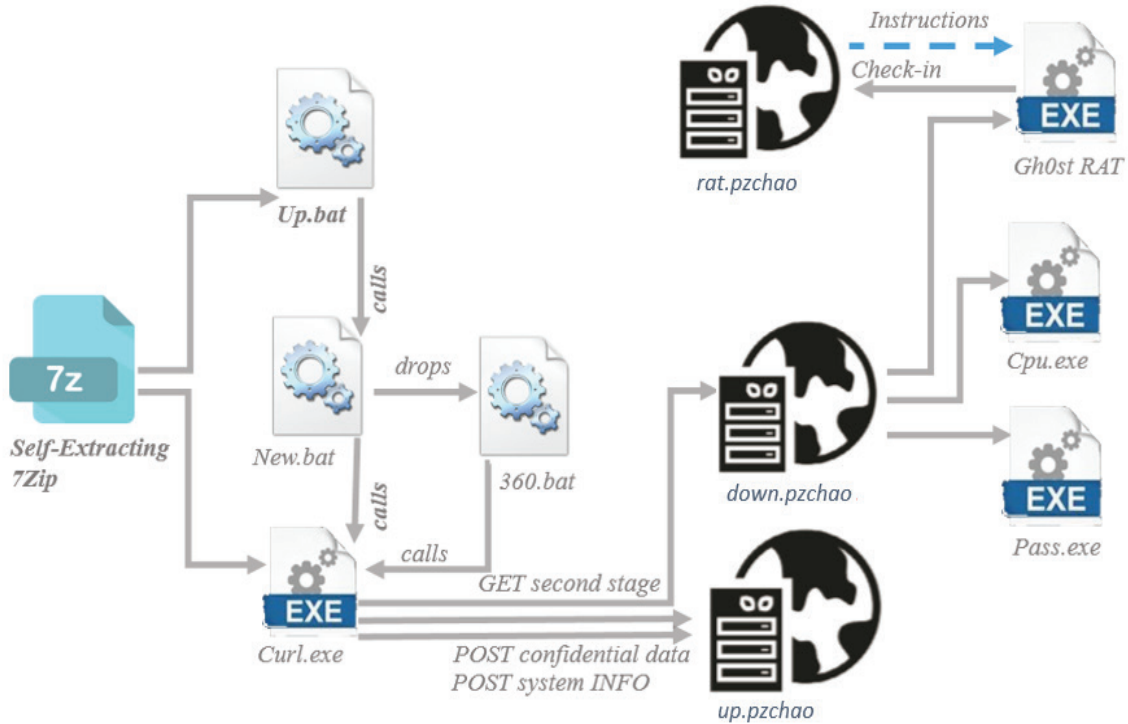 Instructions
Check-in
EXE
Gh0st RAT
rat.pzchao
Up.bat
calls
EXE
Cpu.exe
7z
Self-Extracting
7Zip
drops
New.bat
360.bat
calls
calls
down.pzchao
EXE
Pass.exe
GET second stage
EXE
Curl.exe
POST confidential data
POST system INFO
up.pzchao